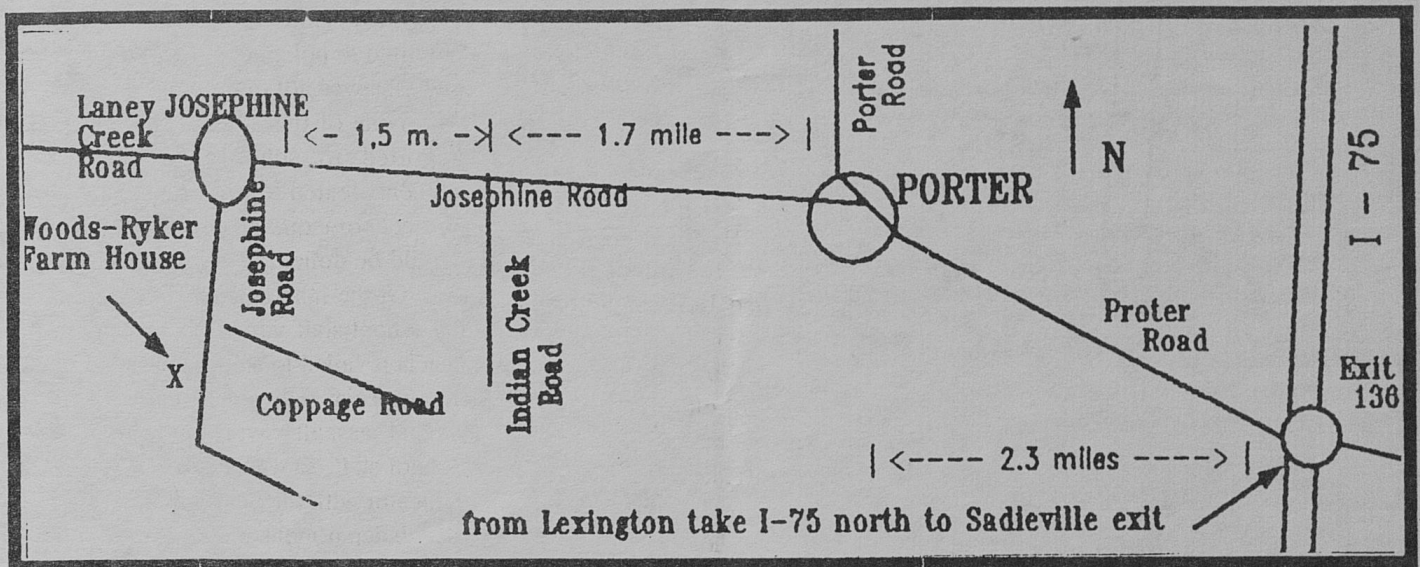 Laney JOSEPHINE
Creek
Road
|<- 1,5 m. ->|<--- 1.7 mile --->|
Porter
Road
N
I-75
Josephine Road
PORTER
Woods-Ryker
Farm House
Josephine
Road
X
Coppage Road
Indian Creek
Road
Proter
Road
Exit
136
|<---- 2.3 miles ---->|
from Lexington take I-75 north to Sadieville exit